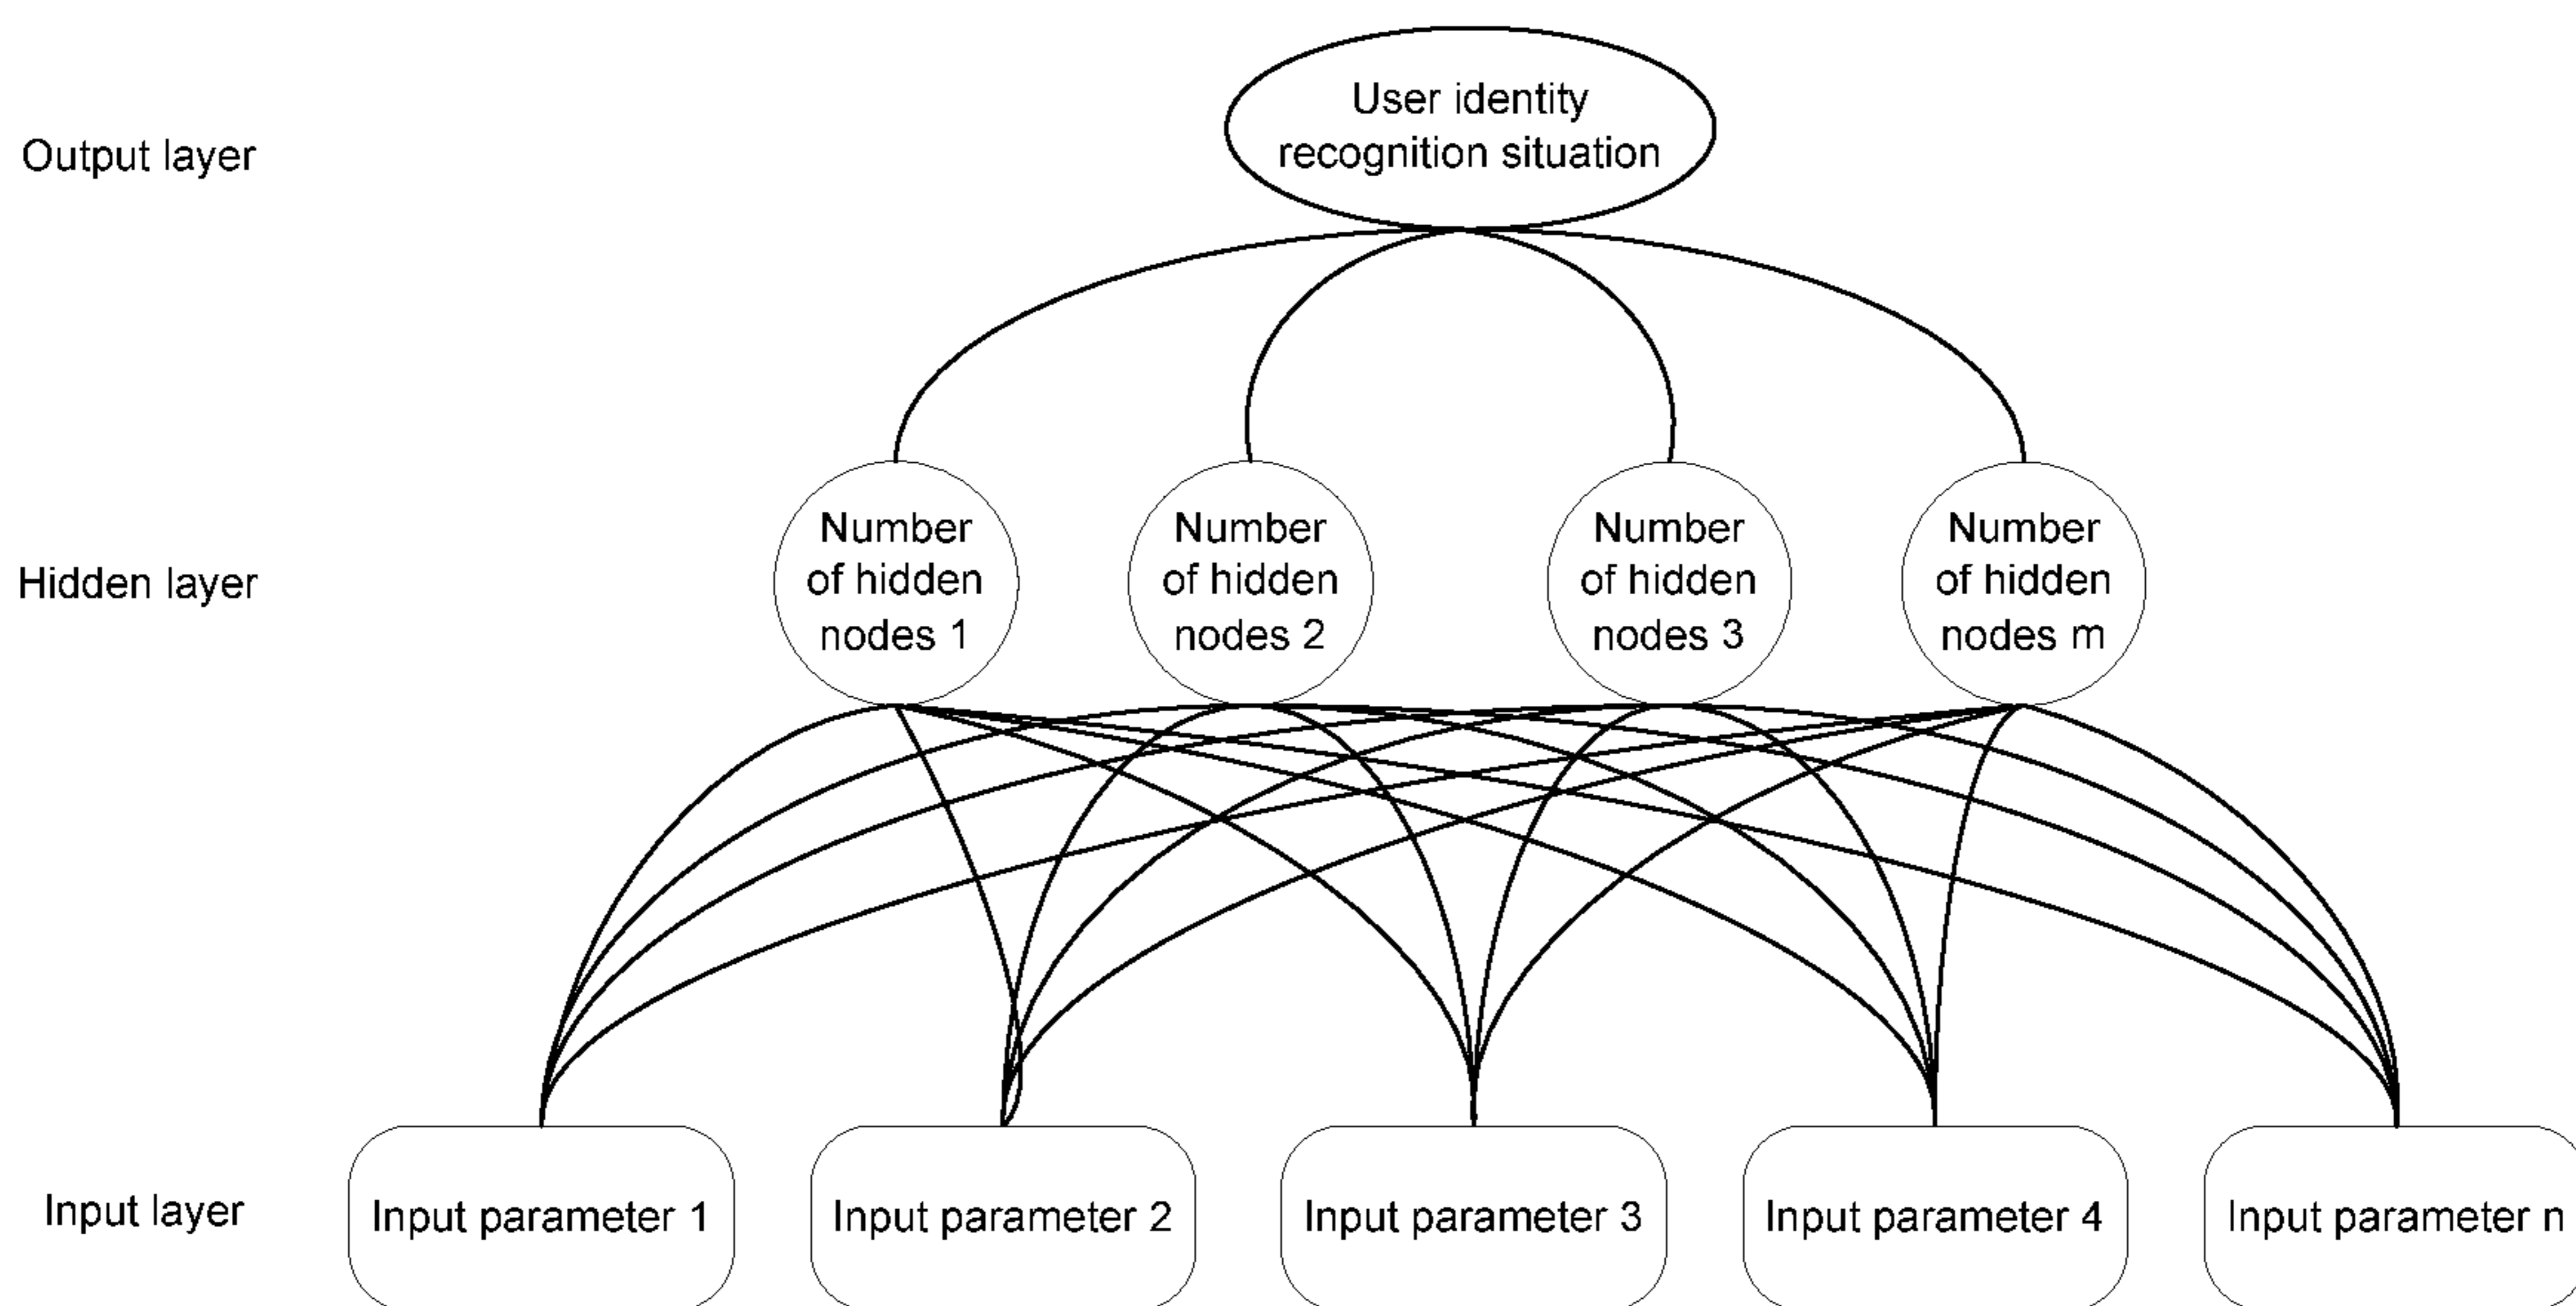 User identity
recognition situation
Output layer
Number
of hidden
nodes 1
Number
of hidden
nodes 2
Number
of hidden
nodes 3
Number
of hidden
nodes m
Hidden layer
Input layer
Input parameter 1
Input parameter 2
Input parameter 3
Input parameter 4
Input parameter n